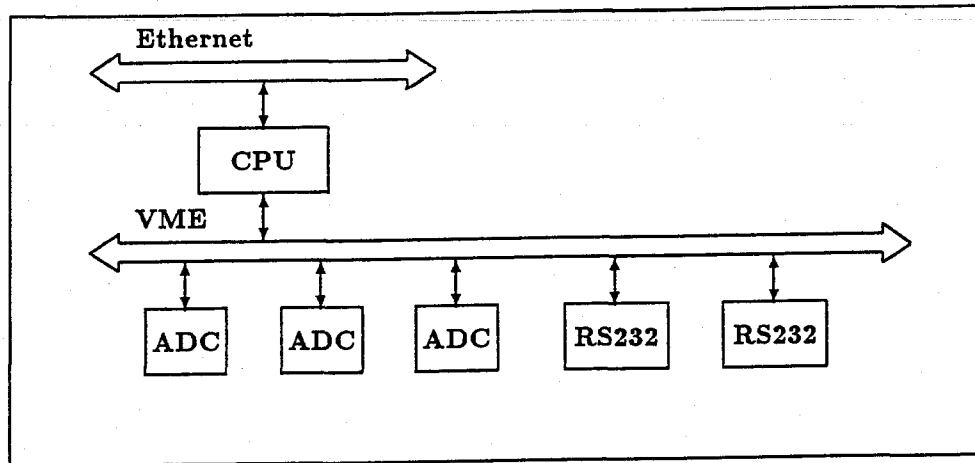 Ethernet
CPU
VME
ADC
ADC
ADC
RS232
RS232